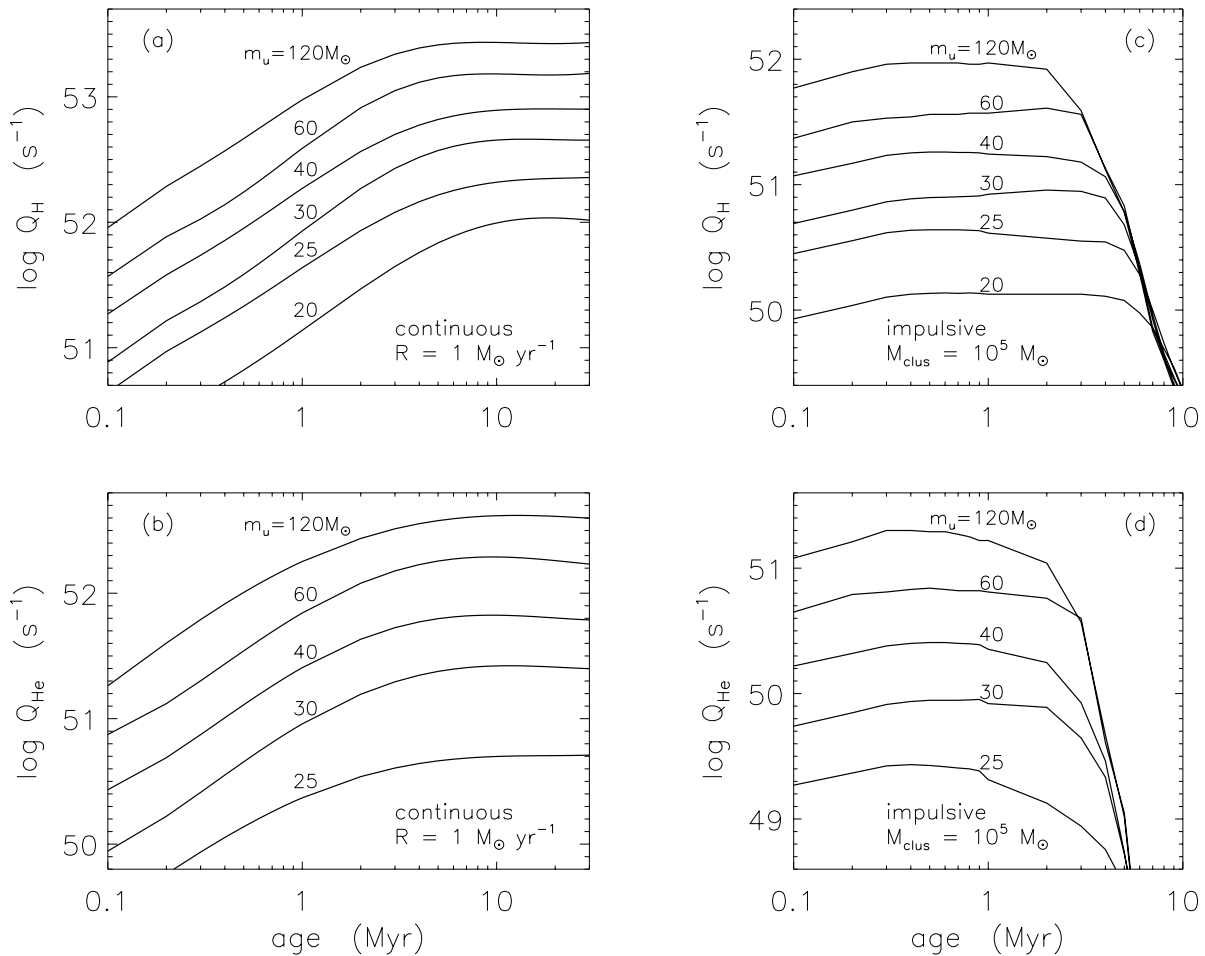 (a)
m_u=120M_⊙
60
40
30
25
20
continuous
R = 1 M_⊙ yr⁻¹
53
52
51
log Q_H (s⁻¹)
0.1 1 10
(c)
m_u=120M_⊙
60
40
30
25
20
impulsive
M_clus = 10⁵ M_⊙
52
51
50
log Q_H (s⁻¹)
0.1 1 10
(b)
m_u=120M_⊙
60
40
30
25
continuous
R = 1 M_⊙ yr⁻¹
52
51
50
log Q_He (s⁻¹)
0.1 1 10
age (Myr)
(d)
m_u=120M_⊙
60
40
30
25
impulsive
M_clus = 10⁵ M_⊙
51
50
49
log Q_He (s⁻¹)
0.1 1 10
age (Myr)